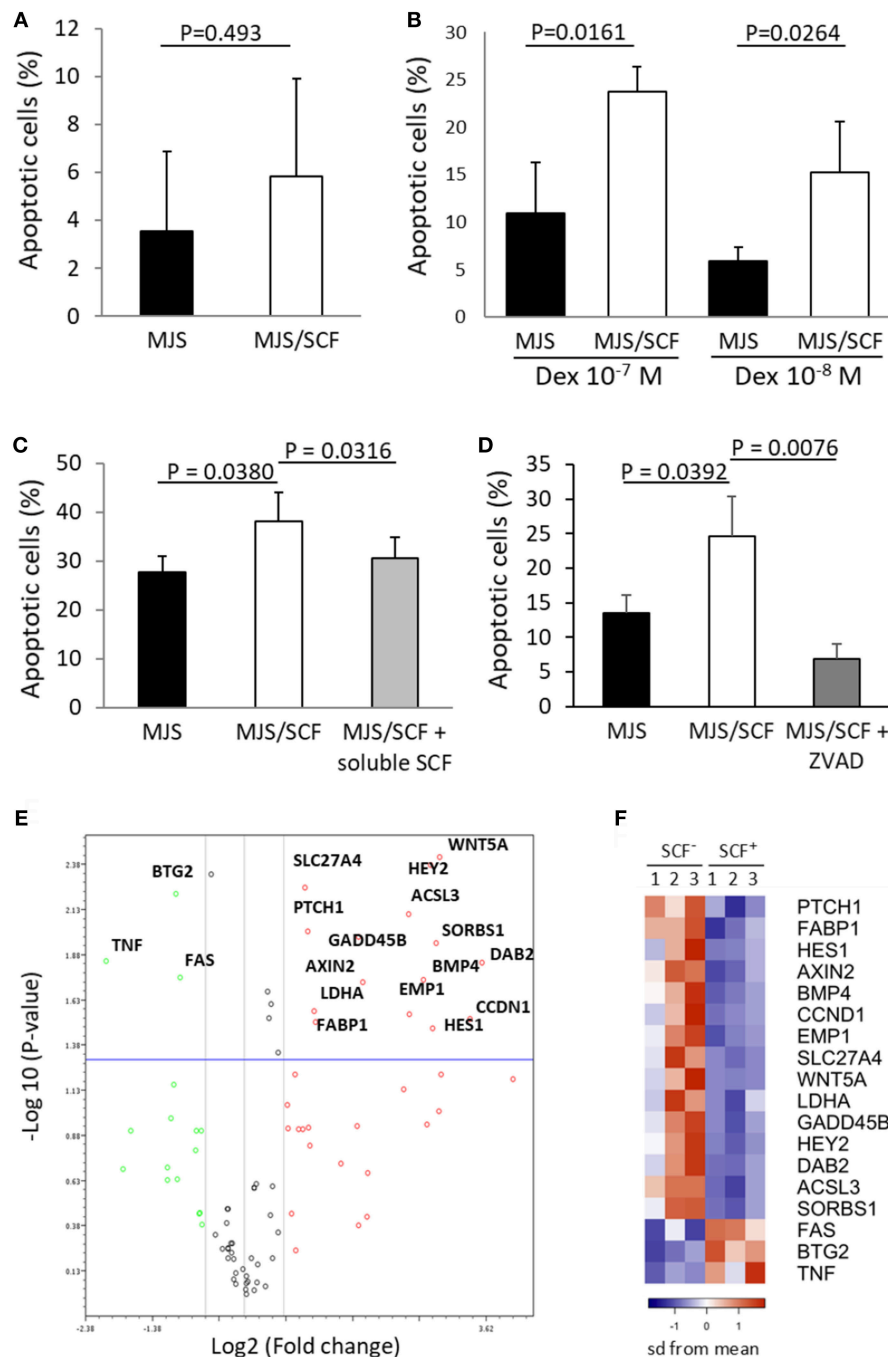 A
P=0.493
Apoptotic cells (%)
12
10
8
6
4
2
0
MJS
MJS/SCF
B
P=0.0161
P=0.0264
Apoptotic cells (%)
30
25
20
15
10
5
0
MJS MJS/SCF MJS MJS/SCF
Dex 10-7 M Dex 10-8 M
C
P = 0.0380
P = 0.0316
Apoptotic cells (%)
50
40
30
20
10
0
MJS MJS/SCF MJS/SCF +
soluble SCF
D
P = 0.0392
P = 0.0076
Apoptotic cells (%)
35
30
25
20
15
10
5
0
MJS MJS/SCF MJS/SCF +
ZVAD
E
-Log 10 (P-value)
2.38
2.13
1.88
1.63
1.38
1.13
0.88
0.63
0.38
0.13
WNT5A
BTG2
SLC27A4
HEY2
ACSL3
PTCH1
GADD45B
SORBS1
TNF
FAS
AXIN2
BMP4
DAB2
LDHA
EMP1
CCDN1
FABP1
HES1
-2.38
-1.38
3.62
Log2 (Fold change)
F
SCF- SCF+
1 2 3 1 2 3
PTCH1
FABP1
HES1
AXIN2
BMP4
CCND1
EMP1
SLC27A4
WNT5A
LDHA
GADD45B
HEY2
DAB2
ACSL3
SORBS1
FAS
BTG2
TNF
-1 0 1
sd from mean